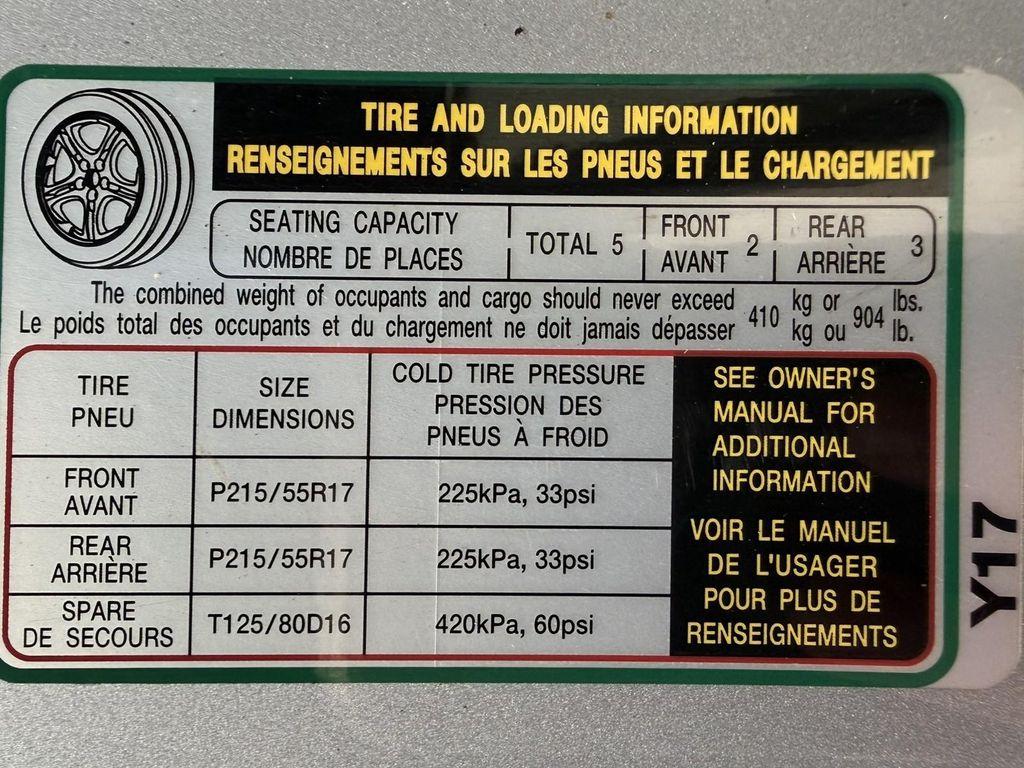 TIRE AND LOADING INFORMATION
RENSEIGNEMENTS SUR LES PNEUS ET LE CHARGEMENT
SEATING CAPACITY
NOMBRE DE PLACES
TOTAL 5
FRONT
AVANT
2
REAR
ARRIÈRE
3
The combined weight of occupants and cargo should never exceed
Le poids total des occupants et du chargement ne doit jamais dépasser
410
kg or
kg ou
904
lbs.
lb.
TIRE
PNEU
SIZE
DIMENSIONS
COLD TIRE PRESSURE
PRESSION DES
PNEUS À FROID
FRONT
AVANT
P215/55R17
225kPa, 33psi
REAR
ARRIÈRE
P215/55R17
225kPa, 33psi
SPARE
DE SECOURS
T125/80D16
420kPa, 60psi
SEE OWNER'S
MANUAL FOR
ADDITIONAL
INFORMATION
VOIR LE MANUEL
DE L'USAGER
POUR PLUS DE
RENSEIGNEMENTS
Y17